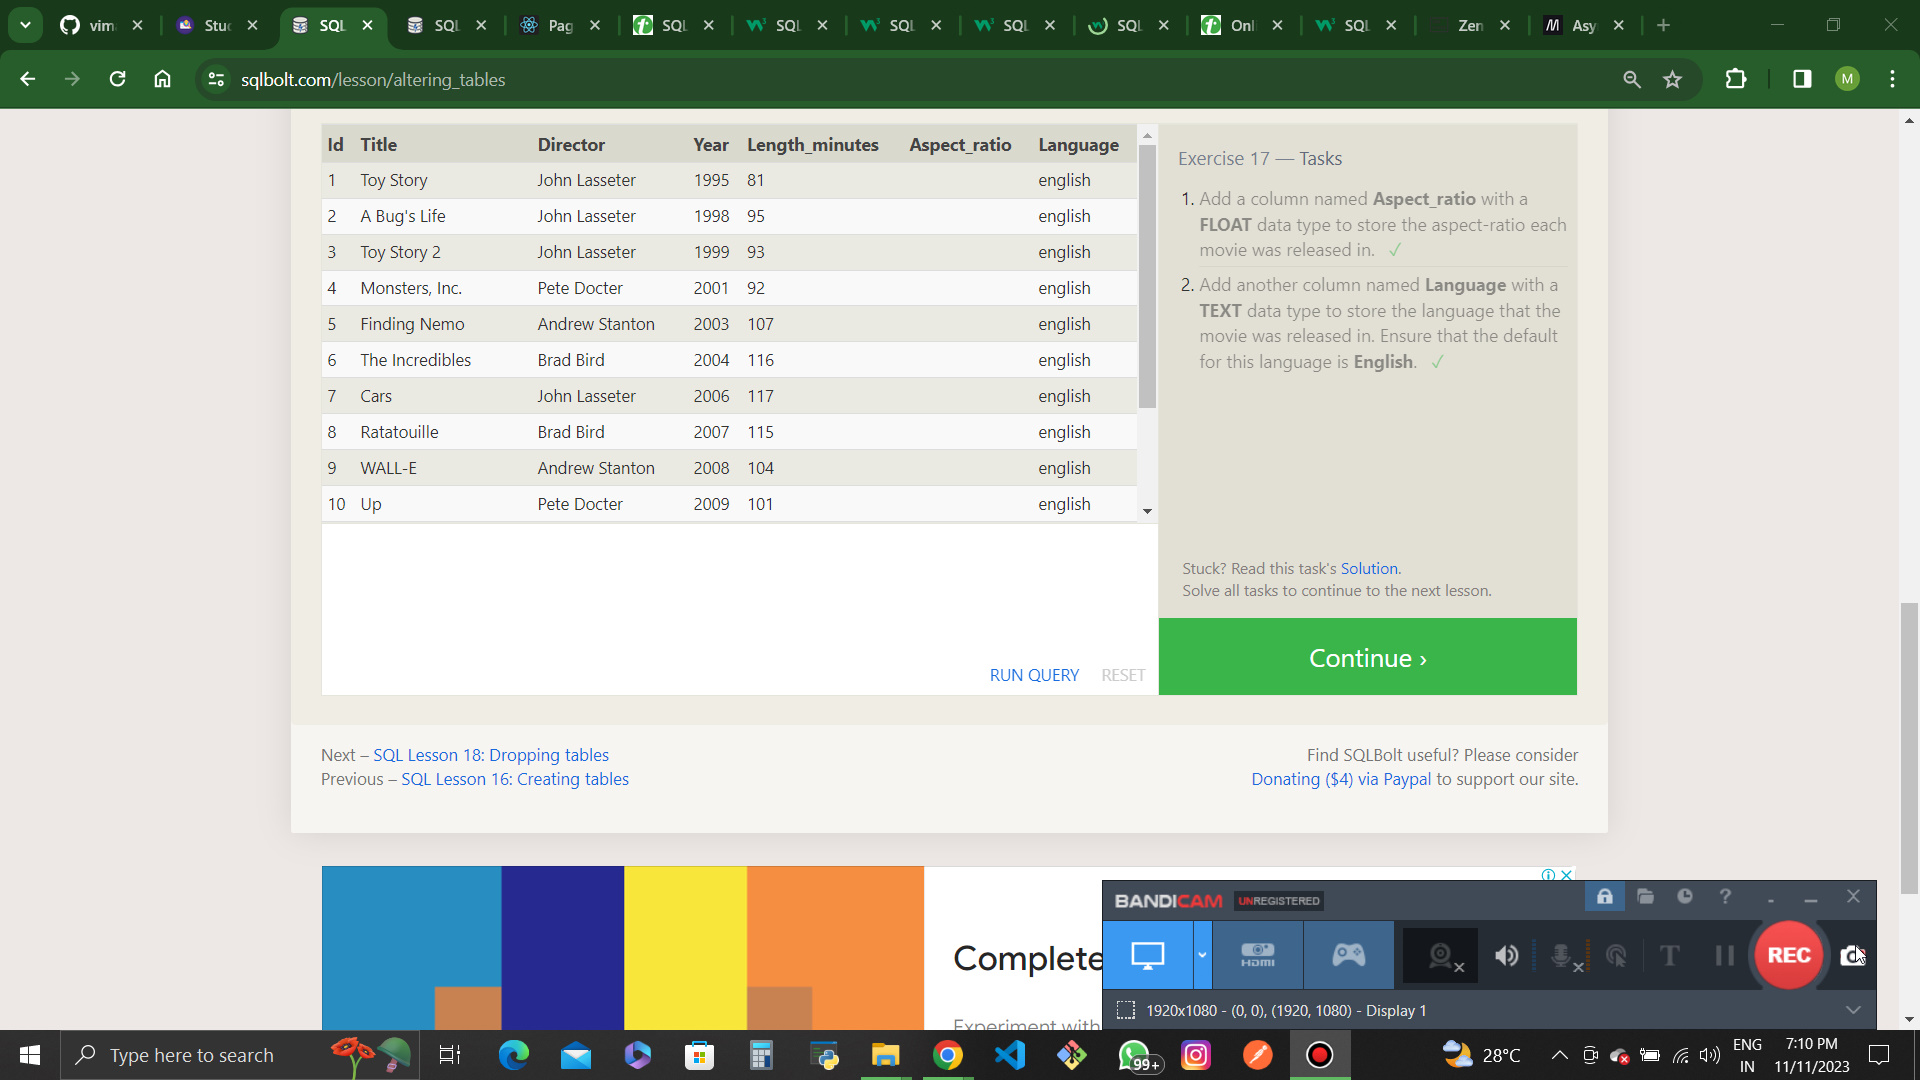 vim
Stuc
SQL
SQL
Pag
SQL
SQL
SQL
SQL
SQL
Onl
SQL
Zen
Asy
sqlbolt.com/lesson/altering_tables
M
Id Title Director Year Length_minutes Aspect_ratio Language
1 Toy Story John Lasseter 1995 81 english
2 A Bug's Life John Lasseter 1998 95 english
3 Toy Story 2 John Lasseter 1999 93 english
4 Monsters, Inc. Pete Docter 2001 92 english
5 Finding Nemo Andrew Stanton 2003 107 english
6 The Incredibles Brad Bird 2004 116 english
7 Cars John Lasseter 2006 117 english
8 Ratatouille Brad Bird 2007 115 english
9 WALL-E Andrew Stanton 2008 104 english
10 Up Pete Docter 2009 101 english
RUN QUERY RESET
Exercise 17 — Tasks
1. Add a column named Aspect_ratio with a
FLOAT data type to store the aspect-ratio each
movie was released in. ✓
2. Add another column named Language with a
TEXT data type to store the language that the
movie was released in. Ensure that the default
for this language is English. ✓
Stuck? Read this task's Solution.
Solve all tasks to continue to the next lesson.
Continue ›
Next – SQL Lesson 18: Dropping tables
Previous – SQL Lesson 16: Creating tables
Find SQLBolt useful? Please consider
Donating ($4) via Paypal to support our site.
Complete
Experiment with
BANDICAM UNREGISTERED
HDMI
T
REC
1920x1080 - (0, 0), (1920, 1080) - Display 1
Type here to search
99+
28°C
ENG
IN
7:10 PM
11/11/2023